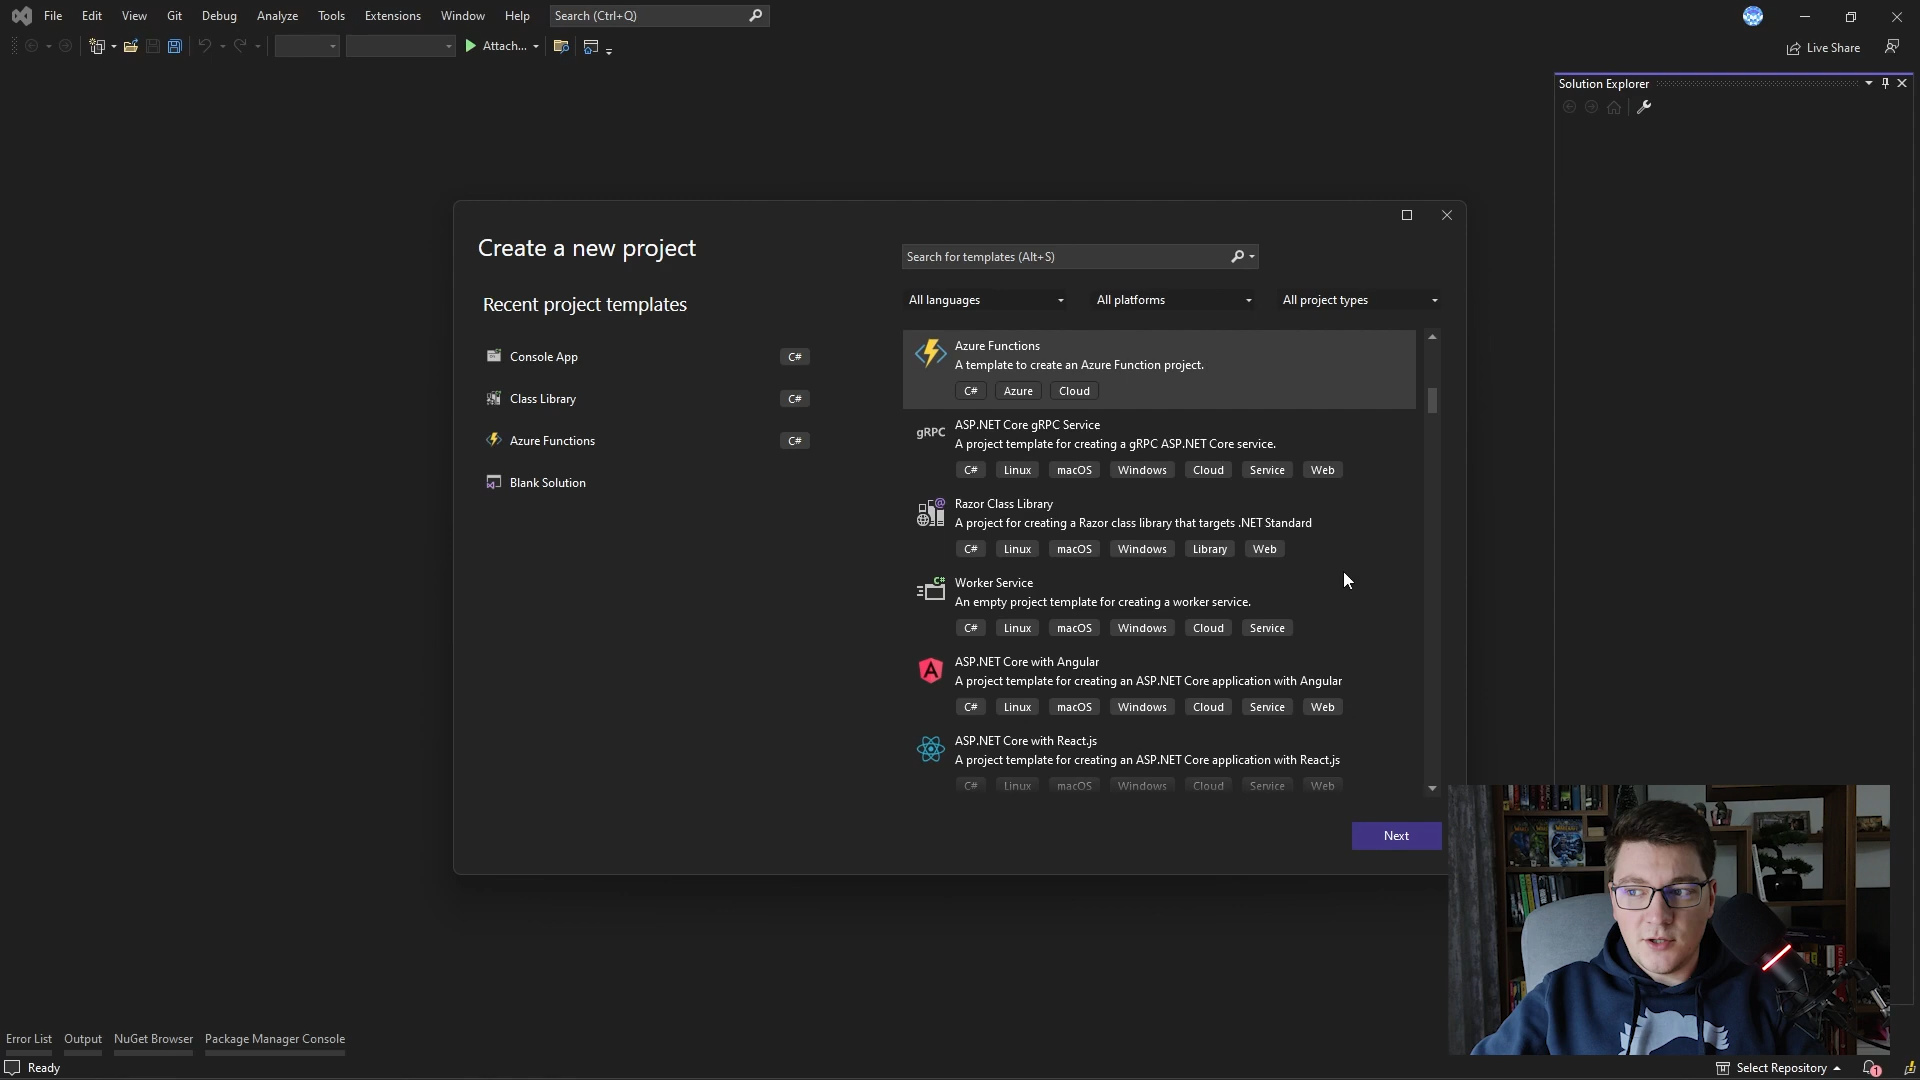 File Edit View Git Debug Analyze Tools Extensions Window Help Search (Ctrl+Q)
Attach...
Live Share
Solution Explorer
Create a new project
Search for templates (Alt+S)
Recent project templates
All languages All platforms All project types
Console App C#
Class Library C#
Azure Functions C#
Blank Solution
Azure Functions
A template to create an Azure Function project.
C# Azure Cloud
gRPC
ASP.NET Core gRPC Service
A project template for creating a gRPC ASP.NET Core service.
C# Linux macOS Windows Cloud Service Web
Razor Class Library
A project for creating a Razor class library that targets .NET Standard
C# Linux macOS Windows Library Web
Worker Service
An empty project template for creating a worker service.
C# Linux macOS Windows Cloud Service
ASP.NET Core with Angular
A project template for creating an ASP.NET Core application with Angular
C# Linux macOS Windows Cloud Service Web
ASP.NET Core with React.js
A project template for creating an ASP.NET Core application with React.js
C# Linux macOS Windows Cloud Service Web
Next
Error List Output NuGet Browser Package Manager Console
Ready
Select Repository
1